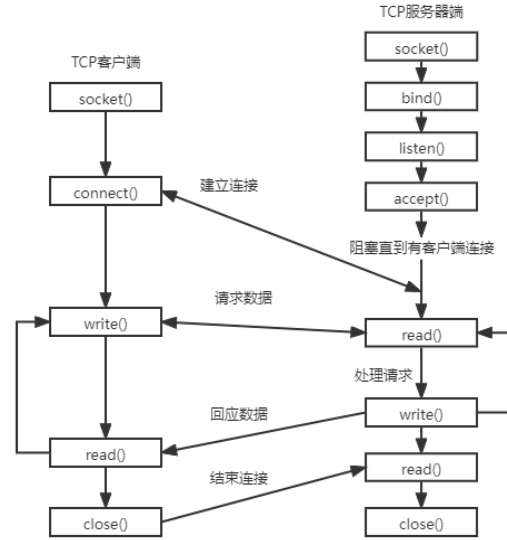 TCP服务器端
socket()
TCP客户端
bind()
socket()
listen()
connect()
建立连接
accept()
阻塞直到有客户端连接
请求数据
write()
read()
处理请求
回应数据
write()
read()
结束连接
read()
close()
close()